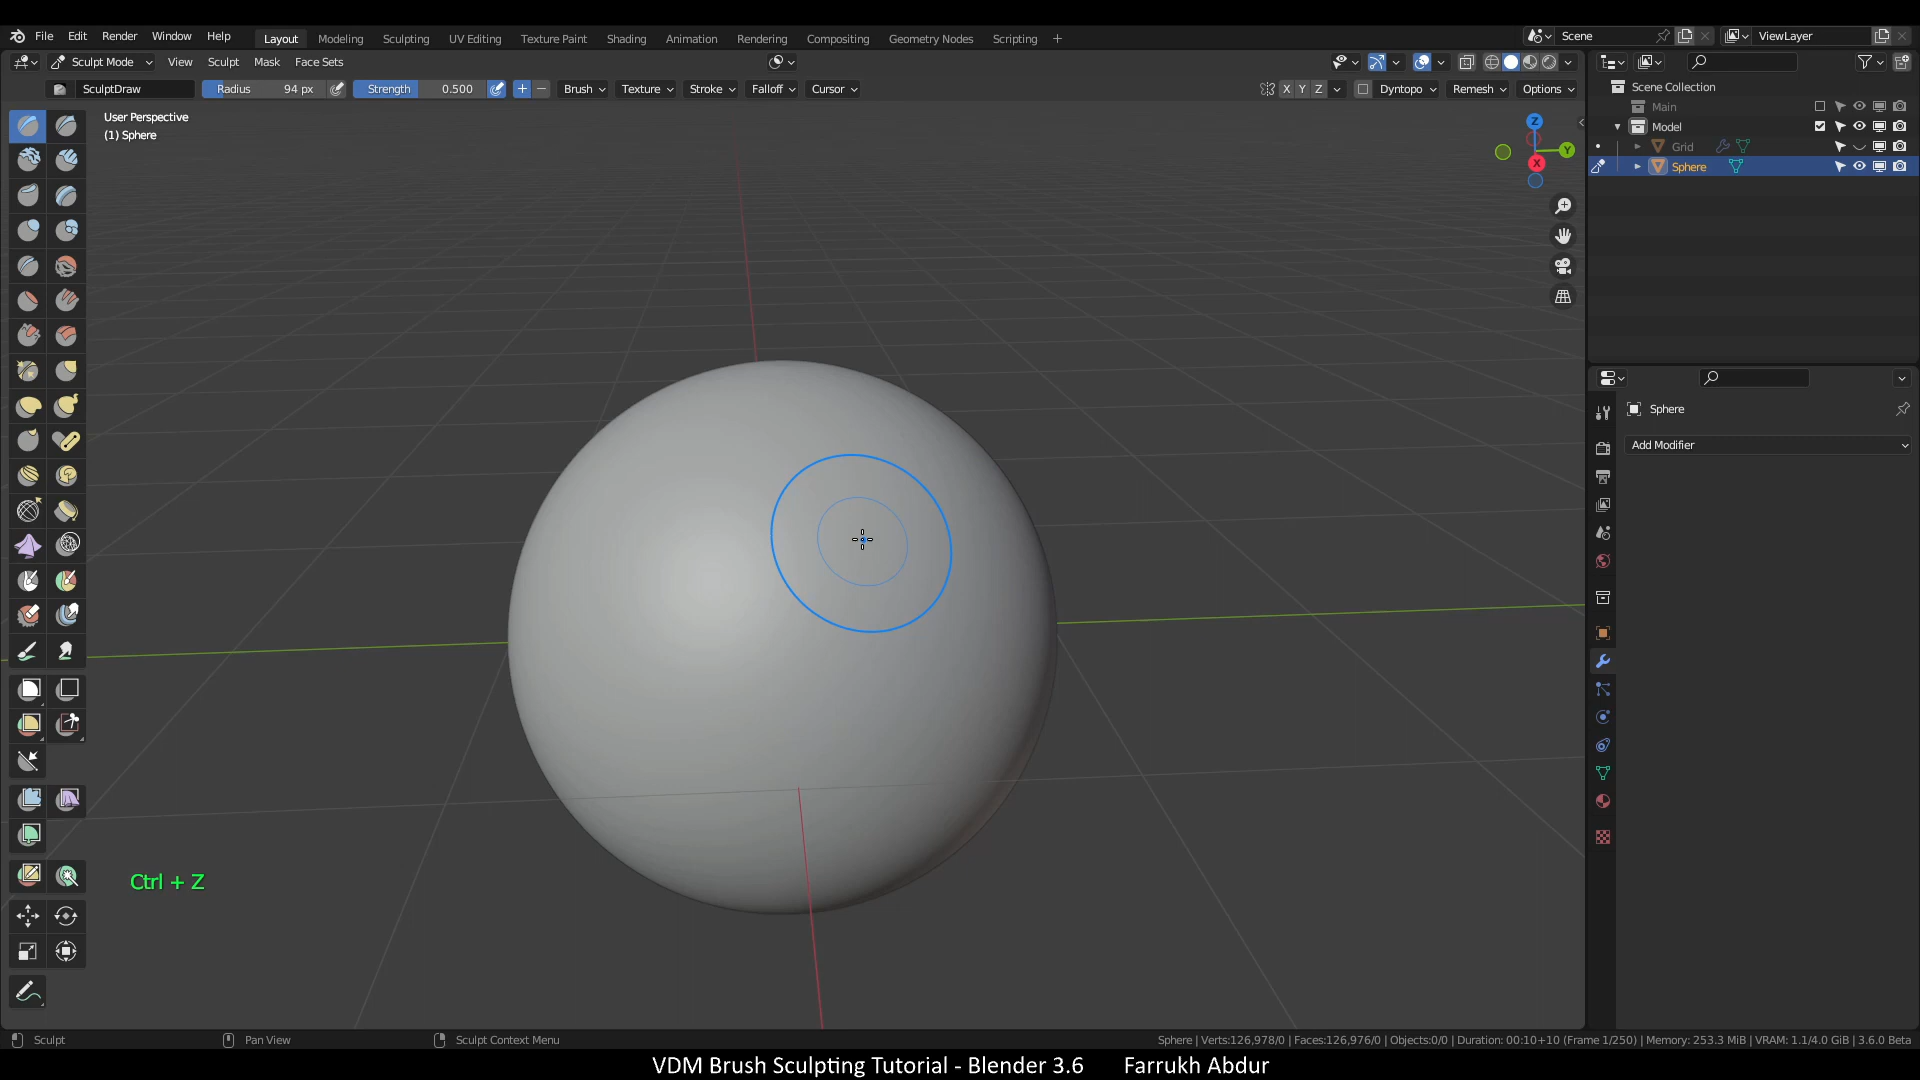 File Edit Render Window Help Layout Modeling Sculpting UV Editing Texture Paint Shading Animation Rendering Compositing Geometry Nodes Scripting + Scene ViewLayer
Sculpt Mode View Sculpt Mask Face Sets
SculptDraw Radius 94 px Strength 0.500 + − Brush Texture Stroke Falloff Cursor X Y Z Dyntopo Remesh Options
User Perspective
(1) Sphere
Z
Y
X
Scene Collection
Main
Model
Grid
Sphere
Sphere
Add Modifier
Ctrl + Z
Sculpt Pan View Sculpt Context Menu Sphere | Verts:126,978/0 | Faces:126,976/0 | Objects:0/0 | Duration: 00:10+10 (Frame 1/250) | Memory: 253.3 MiB | VRAM: 1.1/4.0 GiB | 3.6.0 Beta
VDM Brush Sculpting Tutorial - Blender 3.6 Farrukh Abdur